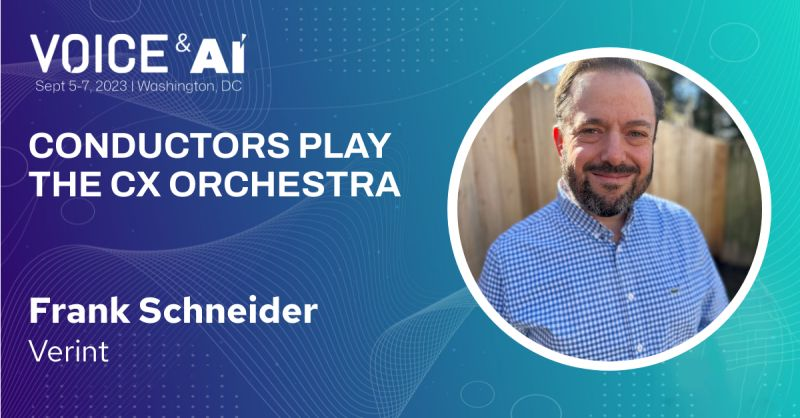 VOICE & AI
Sept 5-7, 2023 | Washington, DC
CONDUCTORS PLAY
THE CX ORCHESTRA
Frank Schneider
Verint